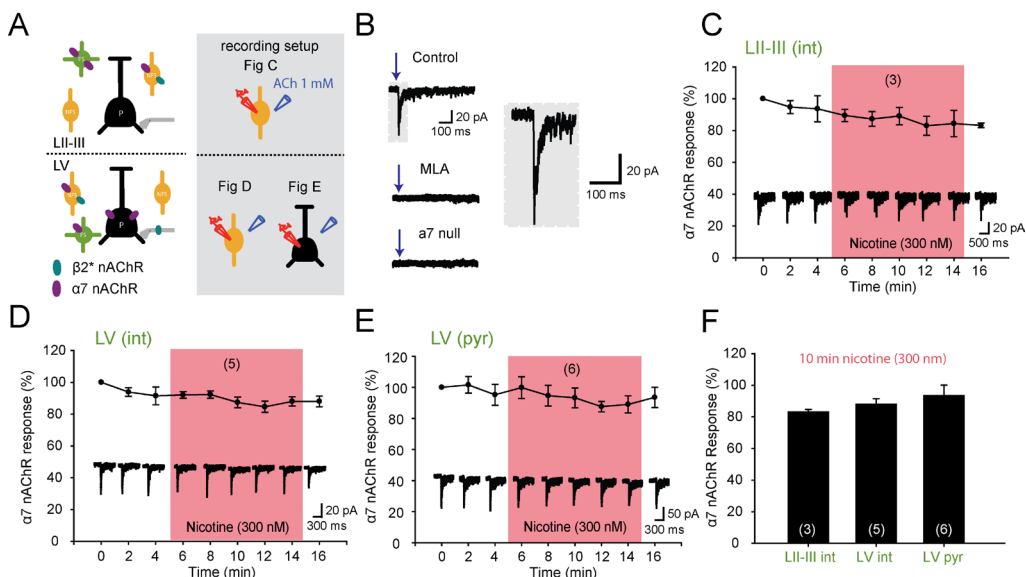 A
recording setup
Fig C
ACh 1 mM
NFS
P
NFS
LII-III
LV
Fig D
Fig E
NFS
P
NFS
β2* nAChR
α7 nAChR
B
Control
20 pA
100 ms
MLA
a7 null
20 pA
100 ms
C
LII-III (int)
(3)
α7 nAChR response (%)
120
100
80
60
40
20
0
20 pA
500 ms
Nicotine (300 nM)
0 2 4 6 8 10 12 14 16
Time (min)
D
LV (int)
(5)
α7 nAChR response (%)
120
100
80
60
40
20
0
20 pA
300 ms
Nicotine (300 nM)
0 2 4 6 8 10 12 14 16
Time (min)
E
LV (pyr)
(6)
α7 nAChR response (%)
120
100
80
60
40
20
0
50 pA
300 ms
Nicotine (300 nM)
0 2 4 6 8 10 12 14 16
Time (min)
F
10 min nicotine (300 nm)
α7 nAChR Response (%)
120
100
80
60
40
20
0
(3) (5) (6)
LII-III int LV int LV pyr